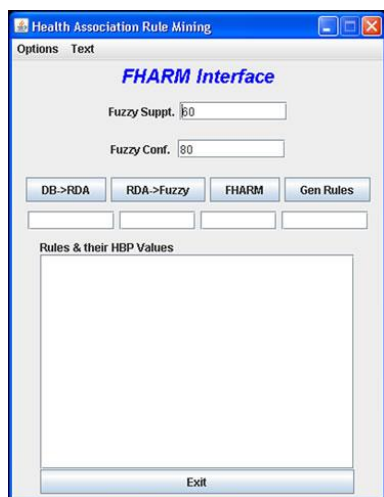 Health Association Rule Mining
Options Text
FHARM Interface
Fuzzy Suppt. 60
Fuzzy Conf. 80
DB->RDA RDA->Fuzzy FHARM Gen Rules
Rules & their HBP Values
Exit